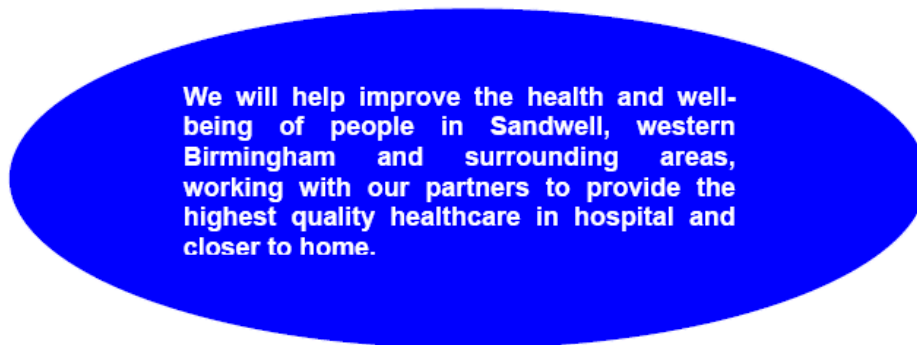 We will help improve the health and well-
being of people in Sandwell, western
Birmingham and surrounding areas,
working with our partners to provide the
highest quality healthcare in hospital and
closer to home.